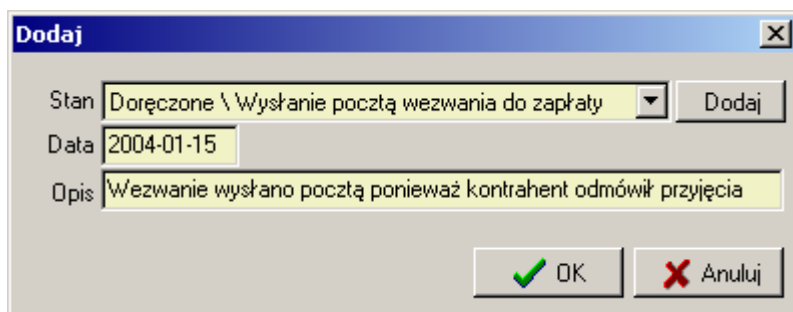 Dodaj
Stan Doręczone \ Wysłanie pocztą wezwania do zapłaty Dodaj
Data 2004-01-15
Opis Wezwanie wysłano pocztą ponieważ kontrahent odmówił przyjęcia
OK Anuluj